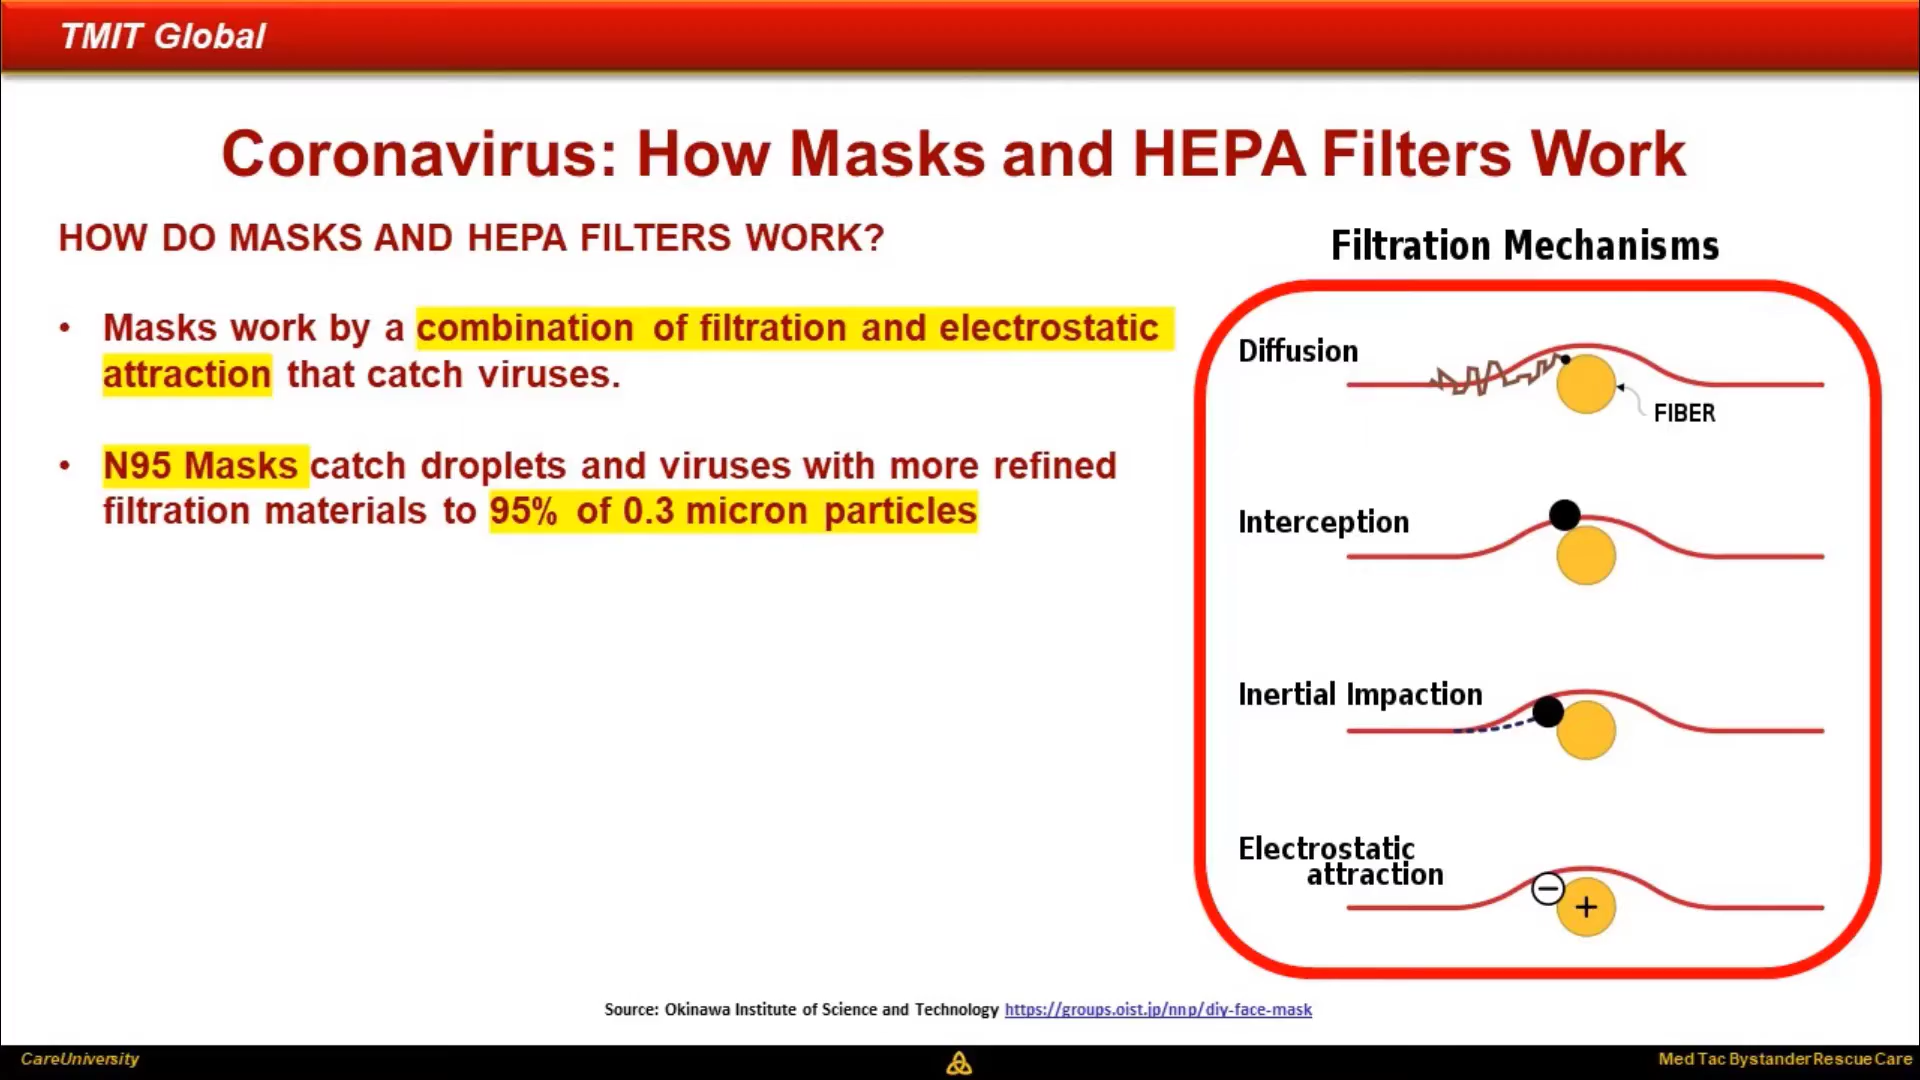 TMIT Global
Coronavirus: How Masks and HEPA Filters Work
HOW DO MASKS AND HEPA FILTERS WORK?
• Masks work by a combination of filtration and electrostatic
attraction that catch viruses.
• N95 Masks catch droplets and viruses with more refined
filtration materials to 95% of 0.3 micron particles
Filtration Mechanisms
Diffusion
FIBER
Interception
Inertial Impaction
Electrostatic
attraction
−
+
Source: Okinawa Institute of Science and Technology https://groups.oist.jp/nnp/diy-face-mask
CareUniversity
Med Tac Bystander Rescue Care